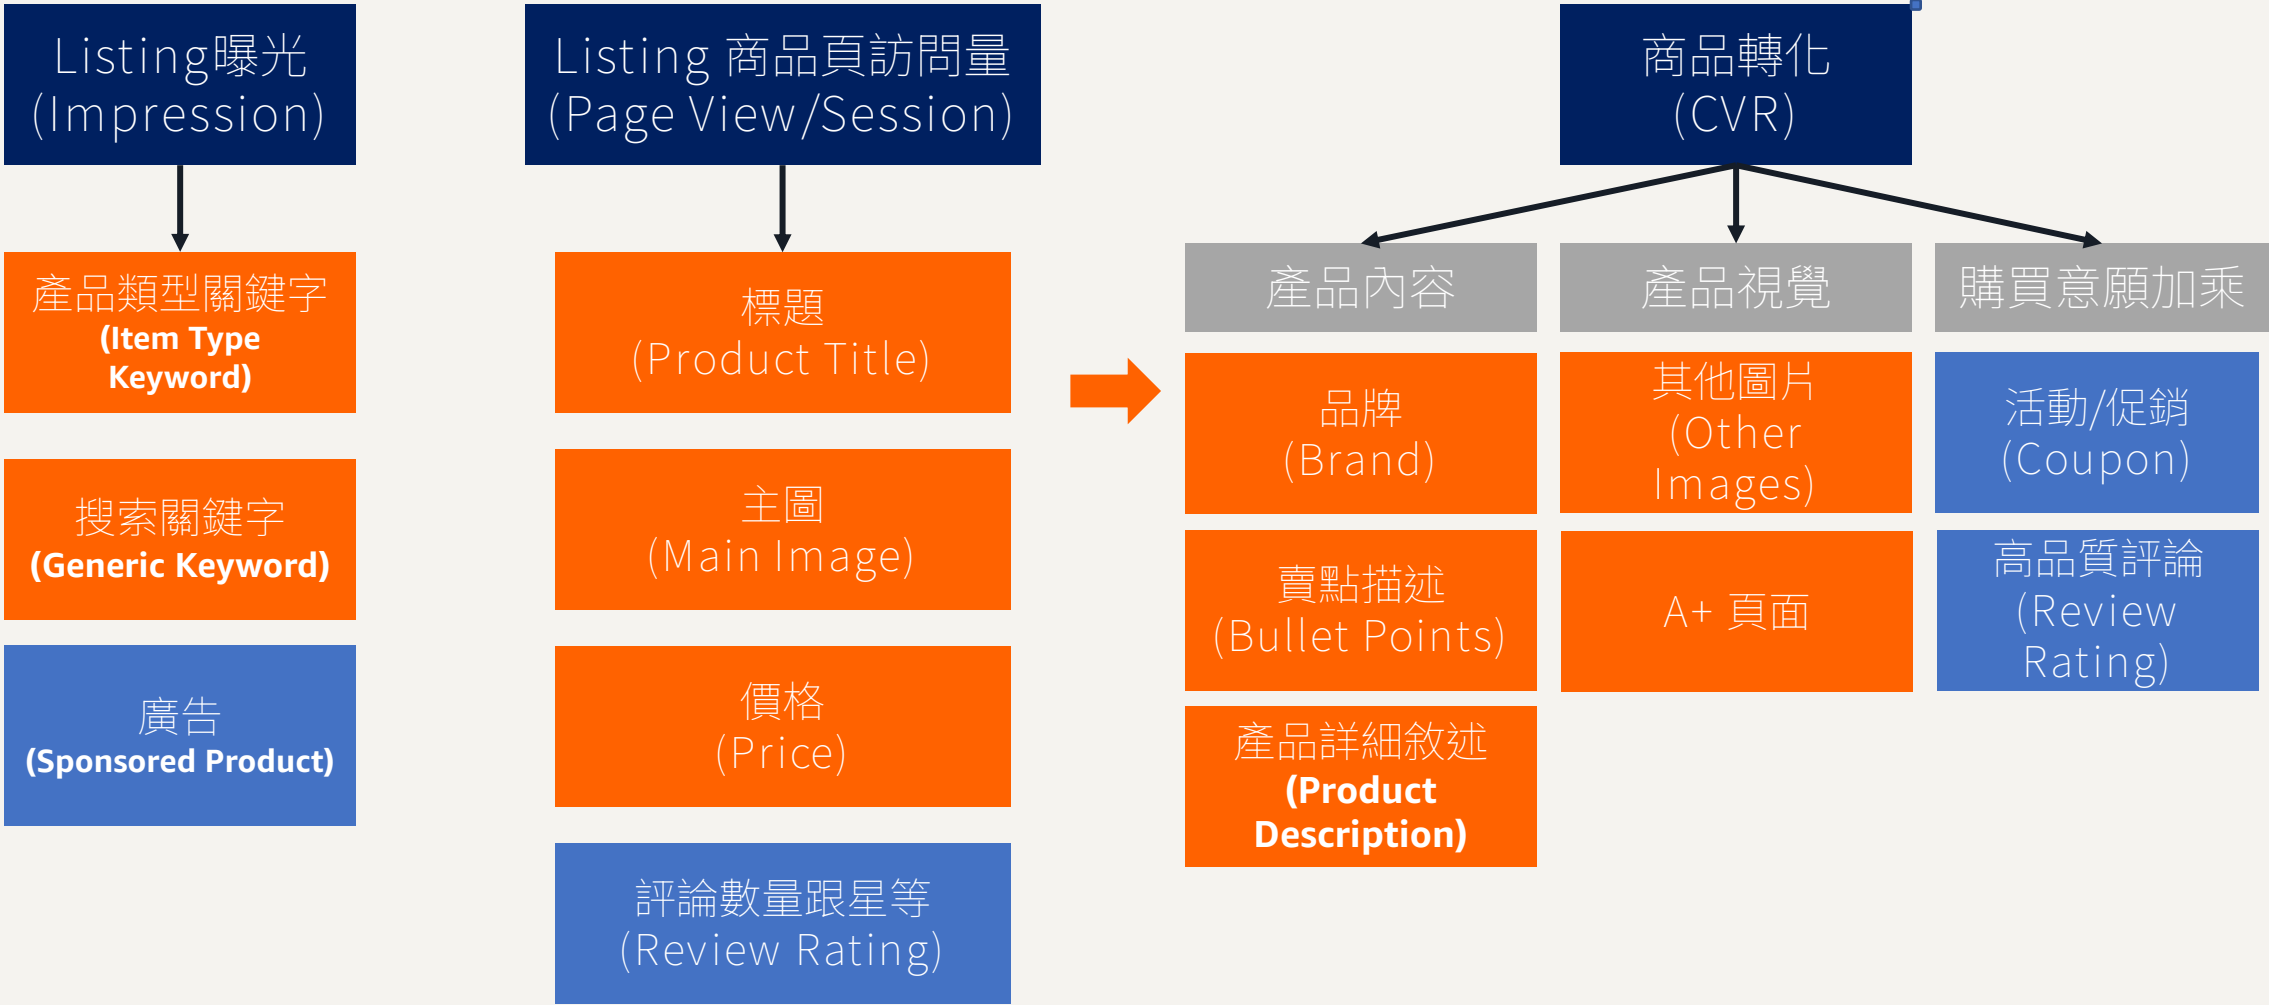 Listing曝光
(Impression)
產品類型關鍵字
(Item Type
Keyword)
搜索關鍵字
(Generic Keyword)
廣告
(Sponsored Product)
Listing 商品頁訪問量
(Page View/Session)
標題
(Product Title)
主圖
(Main Image)
價格
(Price)
評論數量跟星等
(Review Rating)
商品轉化
(CVR)
產品內容
品牌
(Brand)
賣點描述
(Bullet Points)
產品詳細敘述
(Product
Description)
產品視覺
其他圖片
(Other
Images)
A+ 頁面
購買意願加乘
活動/促銷
(Coupon)
高品質評論
(Review
Rating)